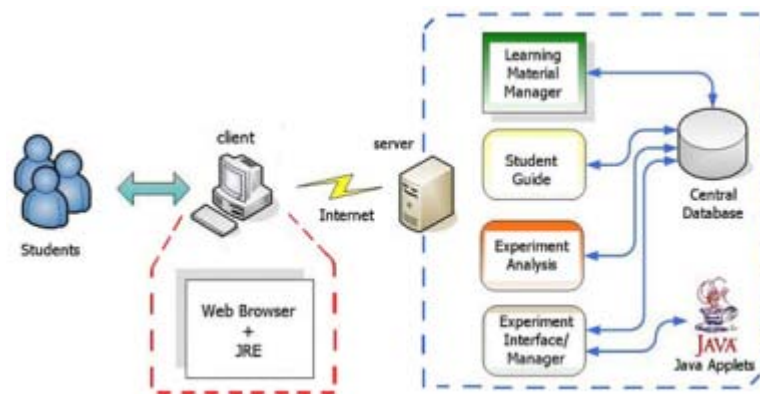 Students
client
Web Browser
+
JRE
Internet
server
Learning
Material
Manager
Student
Guide
Experiment
Analysis
Experiment
Interface/
Manager
Central
Database
JAVA
Java Applets